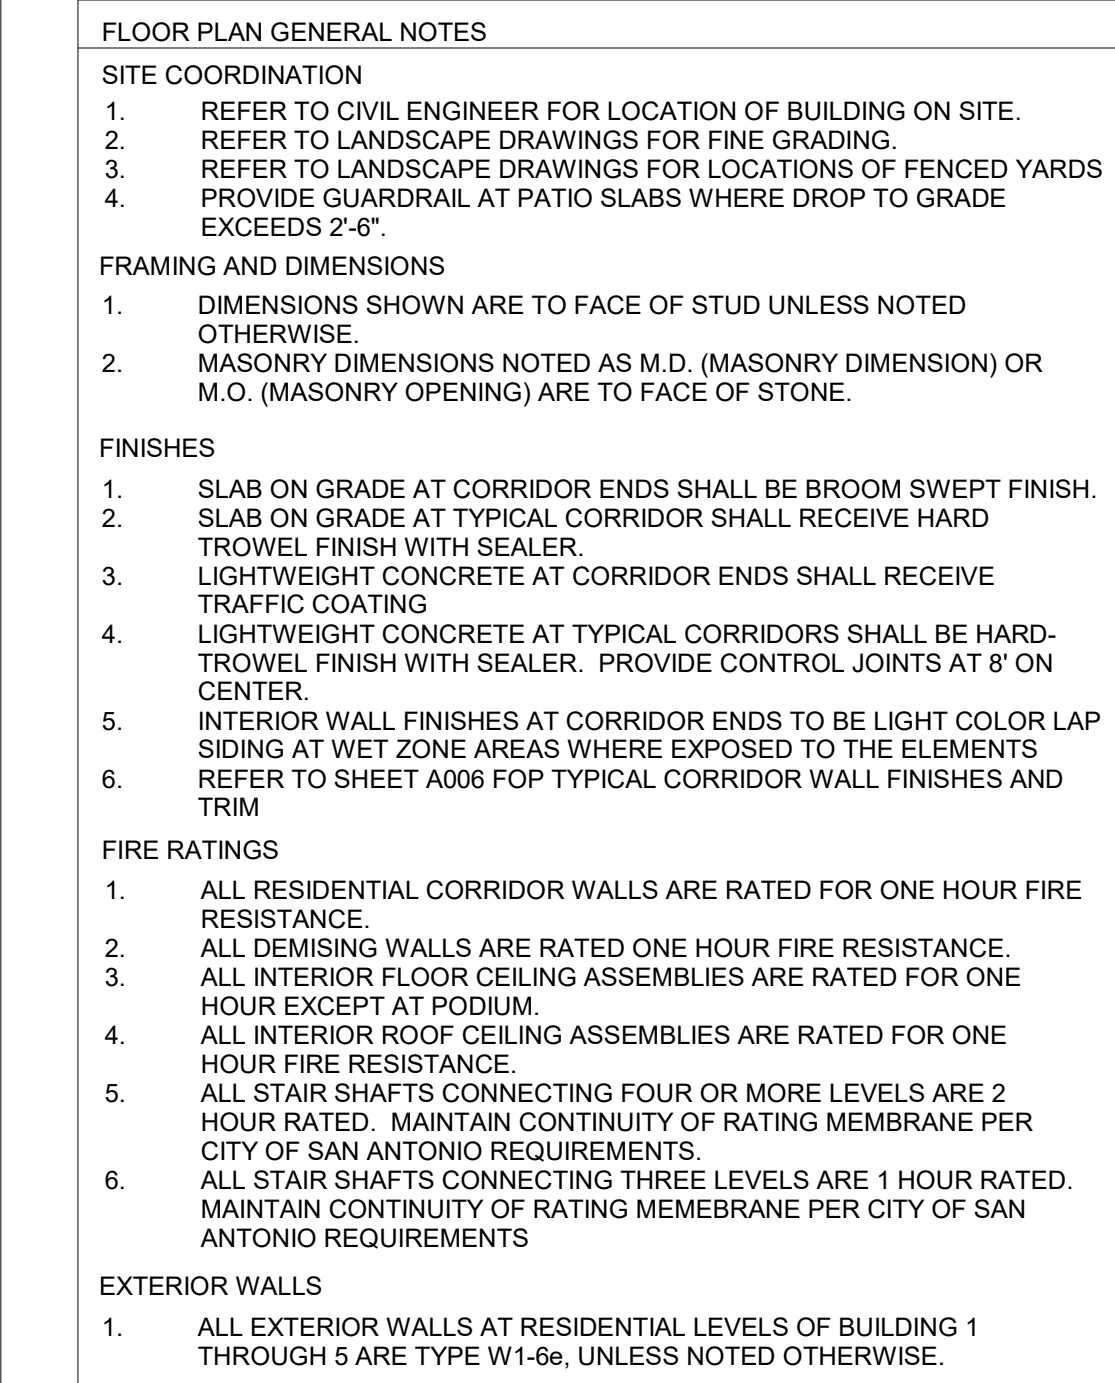 FLOOR PLAN GENERAL NOTES
SITE COORDINATION
1. REFER TO CIVIL ENGINEER FOR LOCATION OF BUILDING ON SITE.
2. REFER TO LANDSCAPE DRAWINGS FOR FINE GRADING.
3. REFER TO LANDSCAPE DRAWINGS FOR LOCATIONS OF FENCED YARDS
4. PROVIDE GUARDRAIL AT PATIO SLABS WHERE DROP TO GRADE
EXCEEDS 2'-6".
FRAMING AND DIMENSIONS
1. DIMENSIONS SHOWN ARE TO FACE OF STUD UNLESS NOTED
OTHERWISE.
2. MASONRY DIMENSIONS NOTED AS M.D. (MASONRY DIMENSION) OR
M.O. (MASONRY OPENING) ARE TO FACE OF STONE.
FINISHES
1. SLAB ON GRADE AT CORRIDOR ENDS SHALL BE BROOM SWEPT FINISH.
2. SLAB ON GRADE AT TYPICAL CORRIDOR SHALL RECEIVE HARD
TROWEL FINISH WITH SEALER.
3. LIGHTWEIGHT CONCRETE AT CORRIDOR ENDS SHALL RECEIVE
TRAFFIC COATING
4. LIGHTWEIGHT CONCRETE AT TYPICAL CORRIDORS SHALL BE HARD-
TROWEL FINISH WITH SEALER. PROVIDE CONTROL JOINTS AT 8' ON
CENTER.
5. INTERIOR WALL FINISHES AT CORRIDOR ENDS TO BE LIGHT COLOR LAP
SIDING AT WET ZONE AREAS WHERE EXPOSED TO THE ELEMENTS
6. REFER TO SHEET A006 FOP TYPICAL CORRIDOR WALL FINISHES AND
TRIM
FIRE RATINGS
1. ALL RESIDENTIAL CORRIDOR WALLS ARE RATED FOR ONE HOUR FIRE
RESISTANCE.
2. ALL DEMISING WALLS ARE RATED ONE HOUR FIRE RESISTANCE.
3. ALL INTERIOR FLOOR CEILING ASSEMBLIES ARE RATED FOR ONE
HOUR EXCEPT AT PODIUM.
4. ALL INTERIOR ROOF CEILING ASSEMBLIES ARE RATED FOR ONE
HOUR FIRE RESISTANCE.
5. ALL STAIR SHAFTS CONNECTING FOUR OR MORE LEVELS ARE 2
HOUR RATED. MAINTAIN CONTINUITY OF RATING MEMBRANE PER
CITY OF SAN ANTONIO REQUIREMENTS.
6. ALL STAIR SHAFTS CONNECTING THREE LEVELS ARE 1 HOUR RATED.
MAINTAIN CONTINUITY OF RATING MEMEBRANE PER CITY OF SAN
ANTONIO REQUIREMENTS
EXTERIOR WALLS
1. ALL EXTERIOR WALLS AT RESIDENTIAL LEVELS OF BUILDING 1
THROUGH 5 ARE TYPE W1-6e, UNLESS NOTED OTHERWISE.